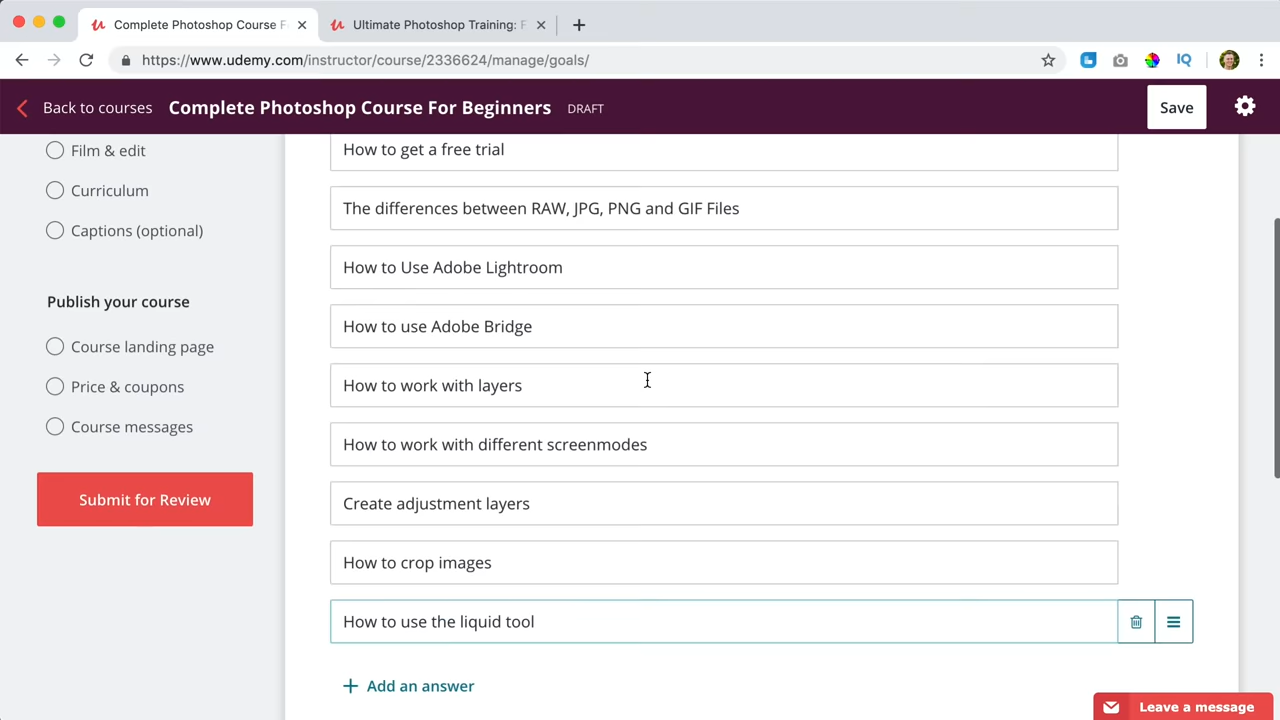 Complete Photoshop Course F
Ultimate Photoshop Training: F
https://www.udemy.com/instructor/course/2336624/manage/goals/
IQ
Back to courses
Complete Photoshop Course For Beginners
DRAFT
Save
Film & edit
Curriculum
Captions (optional)
Publish your course
Course landing page
Price & coupons
Course messages
Submit for Review
How to get a free trial
The differences between RAW, JPG, PNG and GIF Files
How to Use Adobe Lightroom
How to use Adobe Bridge
How to work with layers
How to work with different screenmodes
Create adjustment layers
How to crop images
How to use the liquid tool
Add an answer
Leave a message